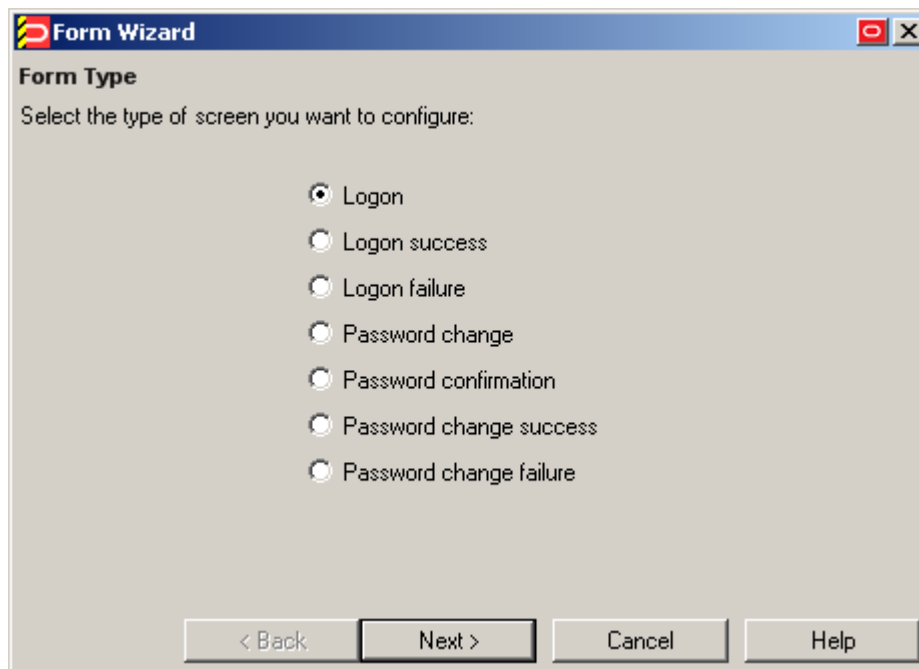 Form Wizard
Form Type
Select the type of screen you want to configure:
Logon
Logon success
Logon failure
Password change
Password confirmation
Password change success
Password change failure
< Back Next > Cancel Help